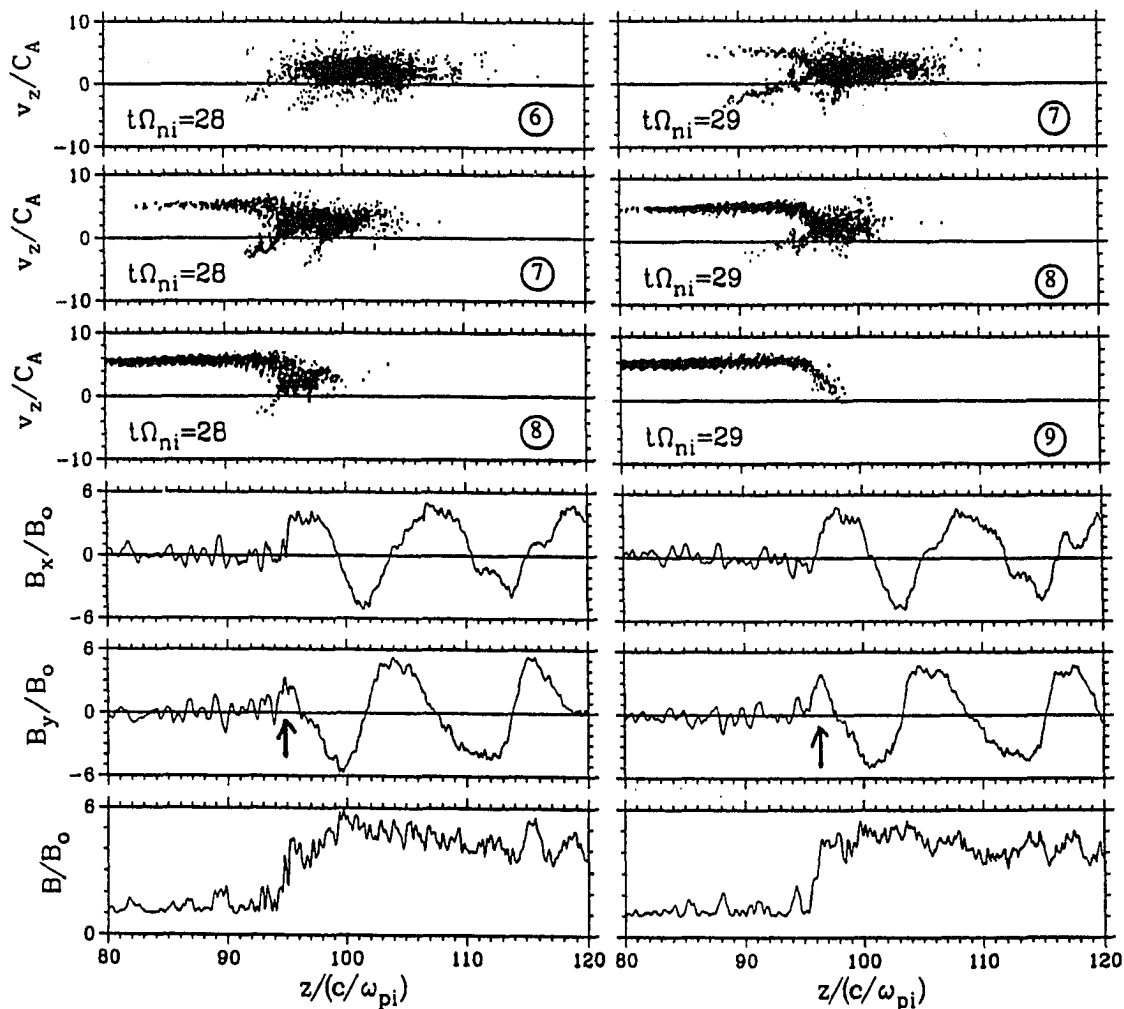 10
v_z/C_A
0
tΩ_ni=28
⑥
-10
10
v_z/C_A
0
tΩ_ni=28
⑦
-10
10
v_z/C_A
0
tΩ_ni=28
⑧
-10
6
B_x/B_o
0
-6
6
B_y/B_o
0
-6
6
B/B_o
0
80 90 100 110 120
z/(c/ω_pi)
tΩ_ni=29
⑦
tΩ_ni=29
⑧
tΩ_ni=29
⑨
80 90 100 110 120
z/(c/ω_pi)